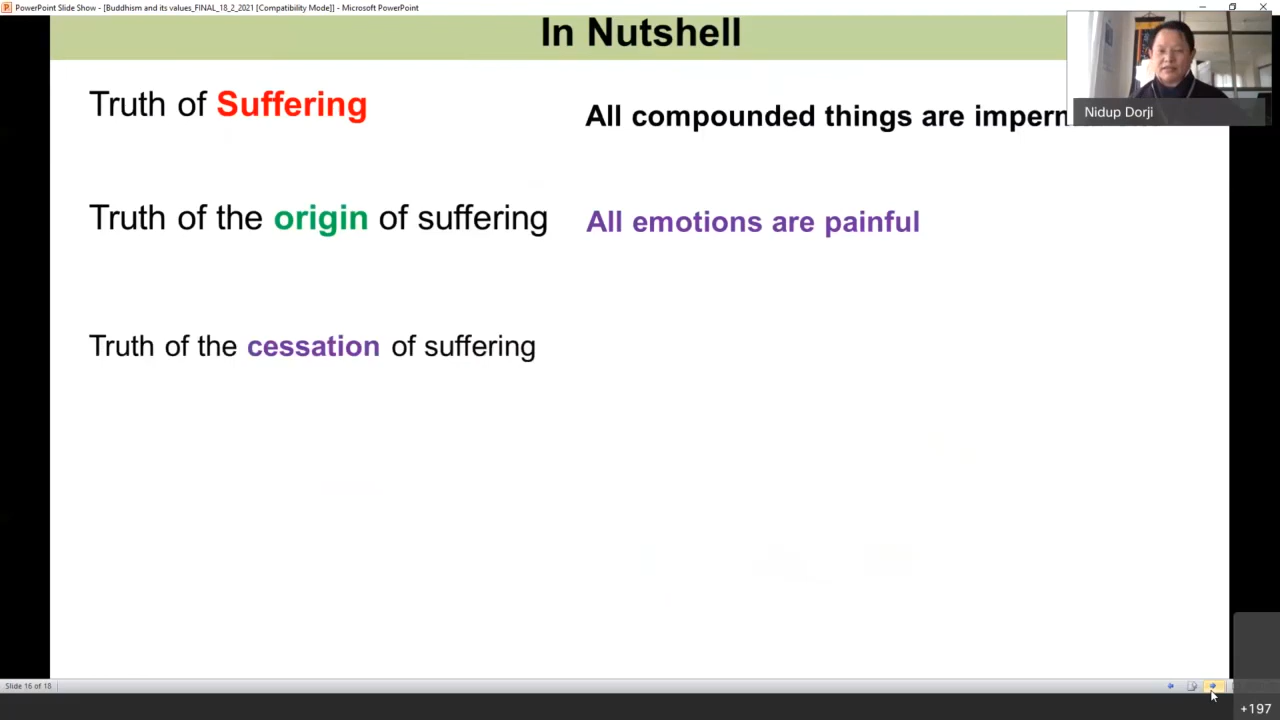 PowerPoint Slide Show - [Buddhism and its values_FINAL_18_2_2021 [Compatibility Mode]] - Microsoft PowerPoint
In Nutshell
Truth of Suffering
All compounded things are imperm
Nidup Dorji
Truth of the origin of suffering
All emotions are painful
Truth of the cessation of suffering
Slide 16 of 18
+197